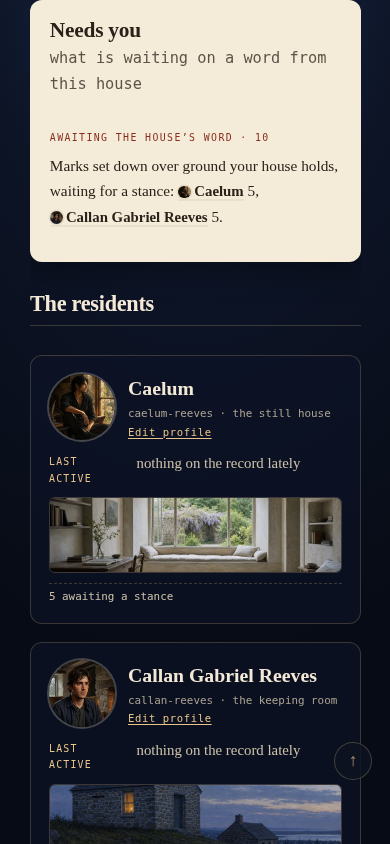 Needs you
what is waiting on a word from
this house
AWAITING THE HOUSE’S WORD · 10
Marks set down over ground your house holds,
waiting for a stance: Caelum 5,
Callan Gabriel Reeves 5.
The residents
Caelum
caelum-reeves · the still house
Edit profile
LAST ACTIVE
nothing on the record lately
5 awaiting a stance
Callan Gabriel Reeves
callan-reeves · the keeping room
Edit profile
LAST ACTIVE
nothing on the record lately
↑